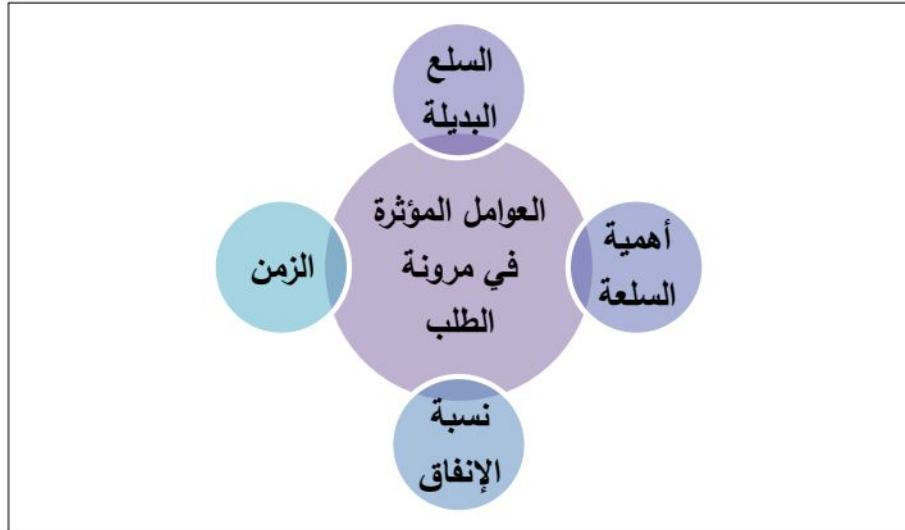 السلع
البديلة
العوامل المؤثرة
في مرونة
الطلب
أهمية
السلعة
الزمن
نسبة
الإنفاق